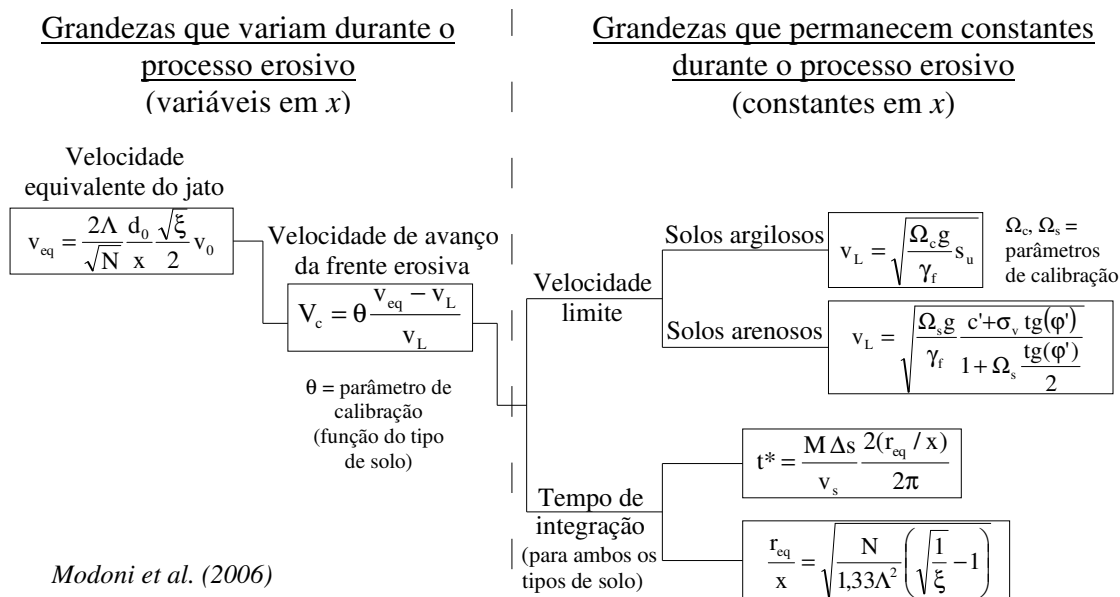 Grandezas que variam durante o
processo erosivo
(variáveis em x)
Grandezas que permecem constantes
durante o processo erosivo
(constantes em x)
Velocidade
equivalente do jato
v_eq = 2Λ/√N d_0/x √ξ/2 v_0
Velocidade de avanço
da frente erosiva
V_c = θ (v_eq − v_L)/v_L
θ = parâmetro de
calibração
(função do tipo
de solo)
Velocidade
limite
Solos argilosos
v_L = √(Ω_c g/γ_f s_u)
Ω_c, Ω_s =
parâmetros
de calibração
Solos arenosos
v_L = √(Ω_s g/γ_f (c'+σ_v tg(φ'))/(1 + Ω_s tg(φ')/2))
Tempo de
integração
(para ambos os
tipos de solo)
t* = M Δs/v_s 2(r_eq / x)/2π
r_eq/x = √(N/1,33Λ² (√(1/ξ) −1))
Modoni et al. (2006)